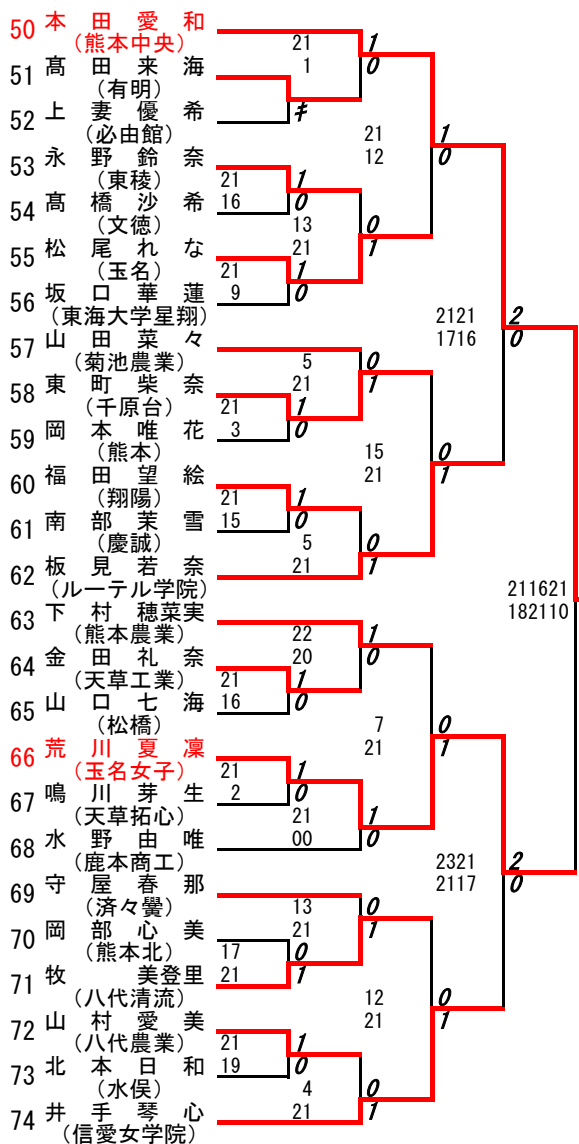 50 本田愛和
(熊本中央)
21 1
1 0
51 髙田来海
(有明)
52 上妻優希
(必由館)
キ
21 1
12 0
53 永野鈴奈
(東稜)
21 1
16 0
54 髙橋沙希
(文徳)
13 0
21 1
55 松尾れな
(玉名)
21 1
9 0
56 坂口華蓮
(東海大学星翔)
2121 2
1716 0
57 山田菜々
(菊池農業)
5 0
21 1
58 東町柴奈
(千原台)
21 1
3 0
59 岡本唯花
(熊本)
15 0
21 1
60 福田望絵
(翔陽)
21 1
15 0
61 南部茉雪
(慶誠)
5 0
21 1
62 板見若奈
(ルーテル学院)
211621
182110
63 下村穂菜実
(熊本農業)
22 1
20 0
64 金田礼奈
(天草工業)
21 1
16 0
65 山口七海
(松橋)
7 0
21 1
66 荒川夏凜
(玉名女子)
21 1
2 0
67 鳴川芽生
(天草拓心)
21 1
00 0
68 水野由唯
(鹿本商工)
2321 2
2117 0
69 守屋春那
(済々黌)
13 0
21 1
70 岡部心美
(熊本北)
17 0
21 1
71 牧美登里
(八代清流)
12 0
21 1
72 山村愛美
(八代農業)
21 1
19 0
73 北本日和
(水俣)
4 0
21 1
74 井手琴心
(信愛女学院)